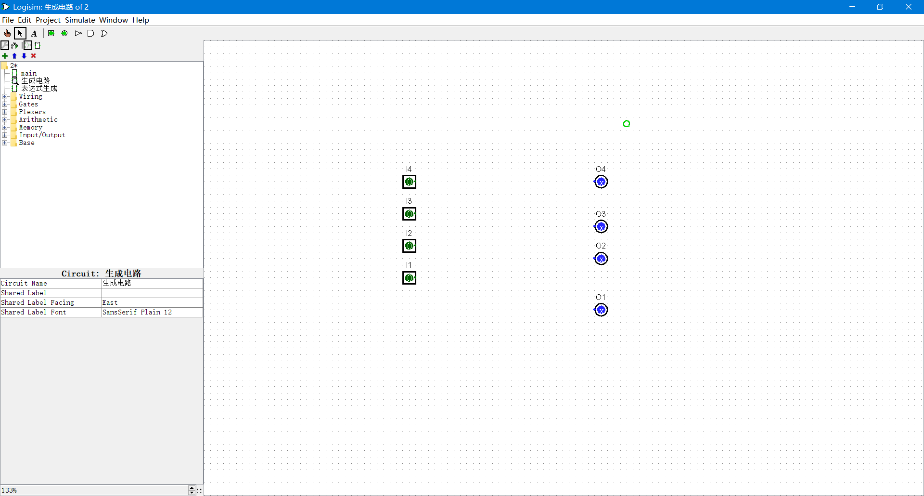 Logisim: 生成电路 of 2
File Edit Project Simulate Window Help
A
2*
main
生成电路
表达式生成
Wiring
Gates
Plexers
Arithmetic
Memory
Input/Output
Base
Circuit: 生成电路
Circuit Name 生成电路
Shared Label
Shared Label Facing East
Shared Label Font SansSerif Plain 12
133%
I4 O4
I3 O3
I2 O2
I1 O1